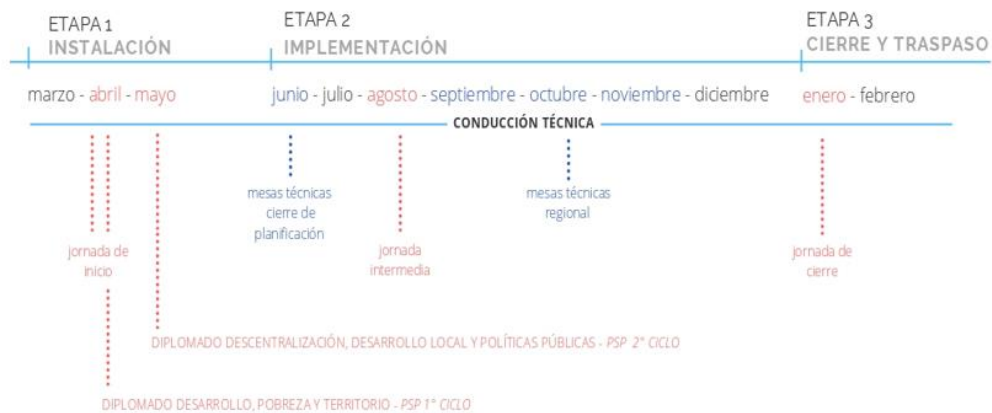 ETAPA 1
INSTALACIÓN
ETAPA 2
IMPLEMENTACIÓN
ETAPA 3
CIERRE Y TRASPASO
marzo - abril - mayo
junio - julio - agosto - septiembre - octubre - noviembre - diciembre
enero - febrero
CONDUCCIÓN TÉCNICA
jornada de
inicio
mesas técnicas
cierre de
planificación
jornada
intermedia
mesas técnicas
regional
jornada de
cierre
DIPLOMADO DESCENTRALIZACIÓN, DESARROLLO LOCAL Y POLÍTICAS PÚBLICAS - PSP 2° CICLO
DIPLOMADO DESARROLLO, POBREZA Y TERRITORIO - PSP 1° CICLO